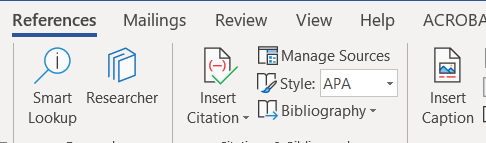 References Mailings Review View Help ACROBA
Smart Lookup
Researcher
Insert Citation
Manage Sources
Style: APA
Bibliography
Insert Caption